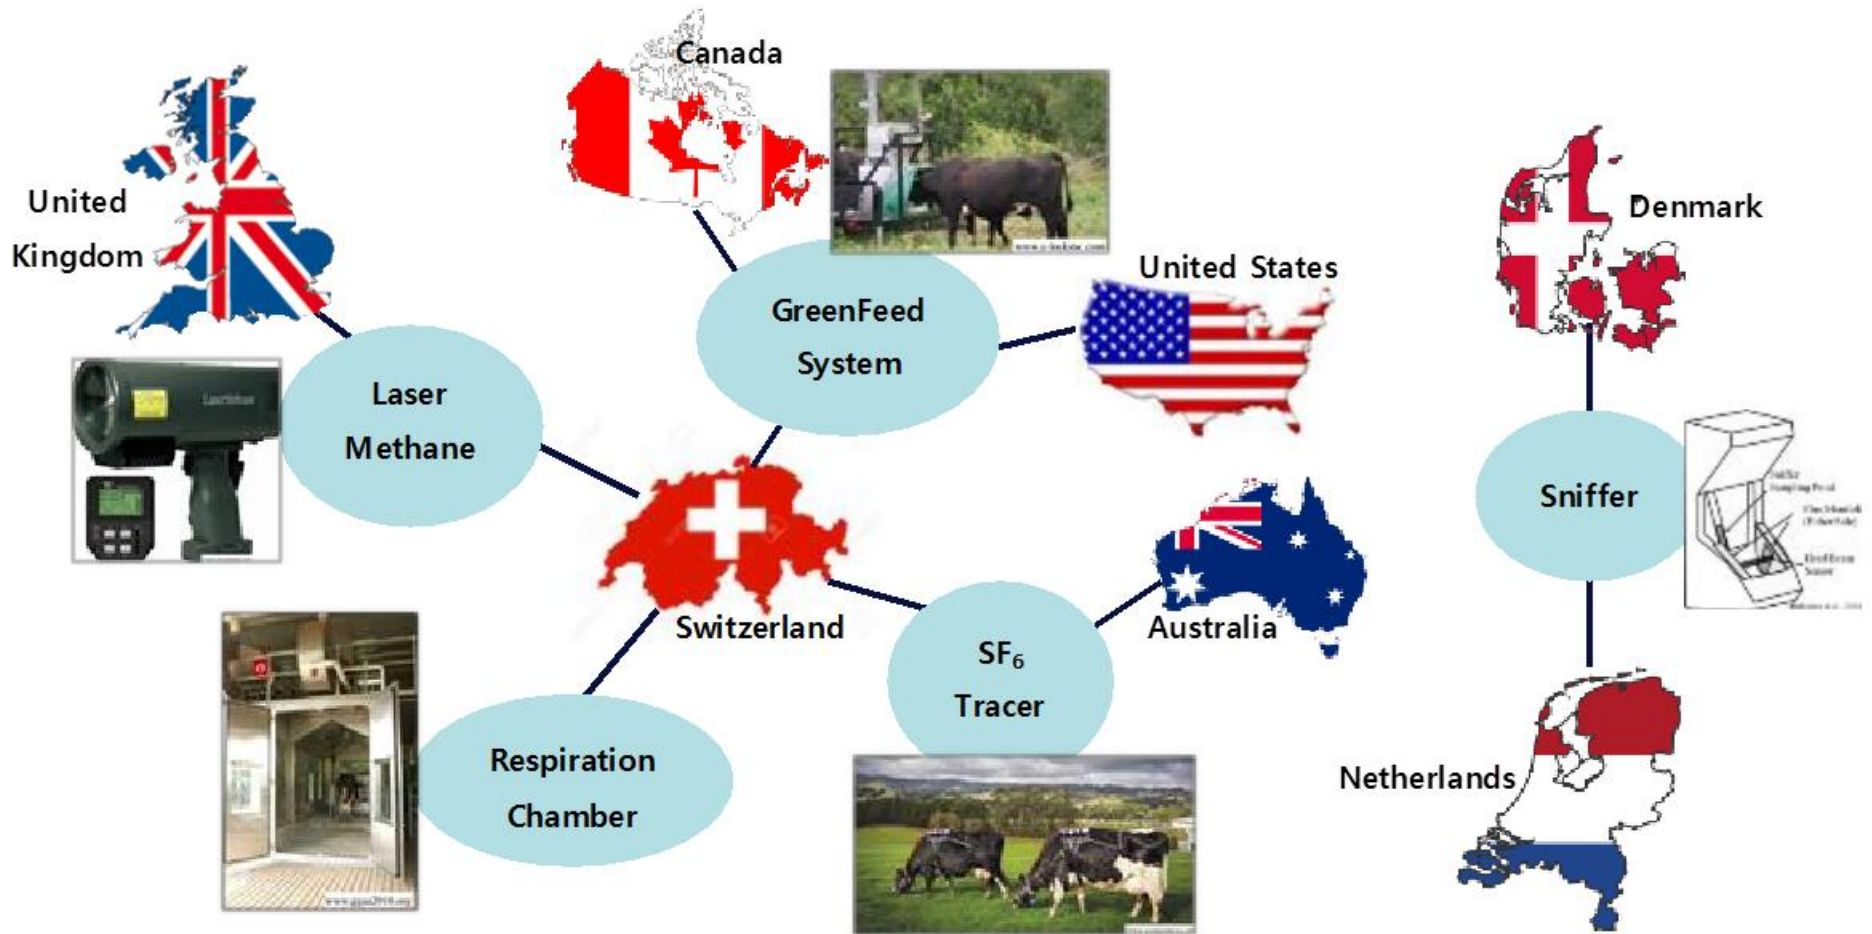 Canada
United
Kingdom
Denmark
United States
GreenFeed
System
Laser
Methane
Sniffer
Switzerland
Australia
SF₆
Tracer
Respiration
Chamber
Netherlands